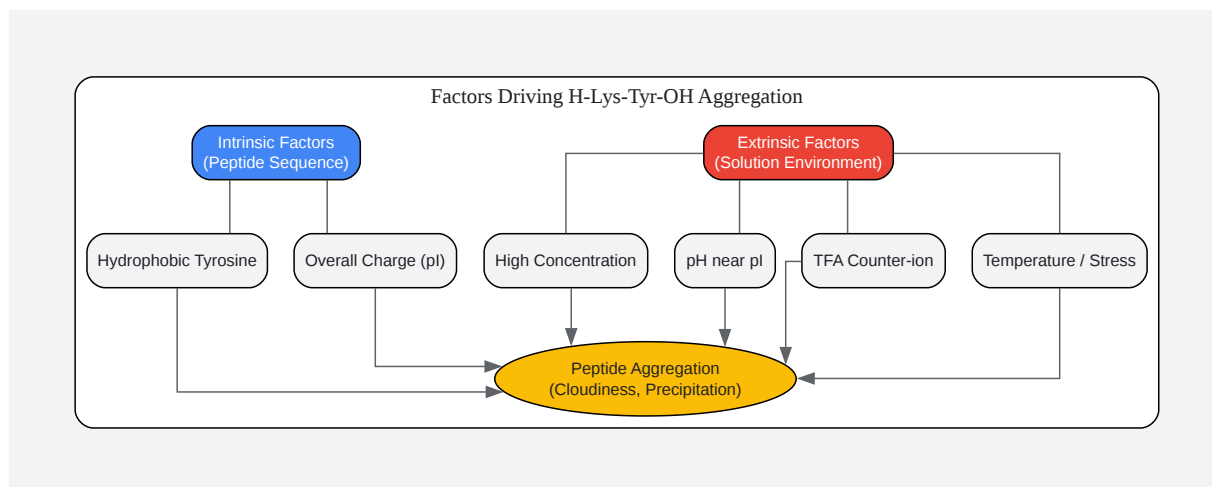 Factors Driving H-Lys-Tyr-OH Aggregation
Intrinsic Factors
(Peptide Sequence)
Extrinsic Factors
(Solution Environment)
Hydrophobic Tyrosine
Overall Charge (pI)
High Concentration
pH near pI
TFA Counter-ion
Temperature / Stress
Peptide Aggregation
(Cloudiness, Precipitation)